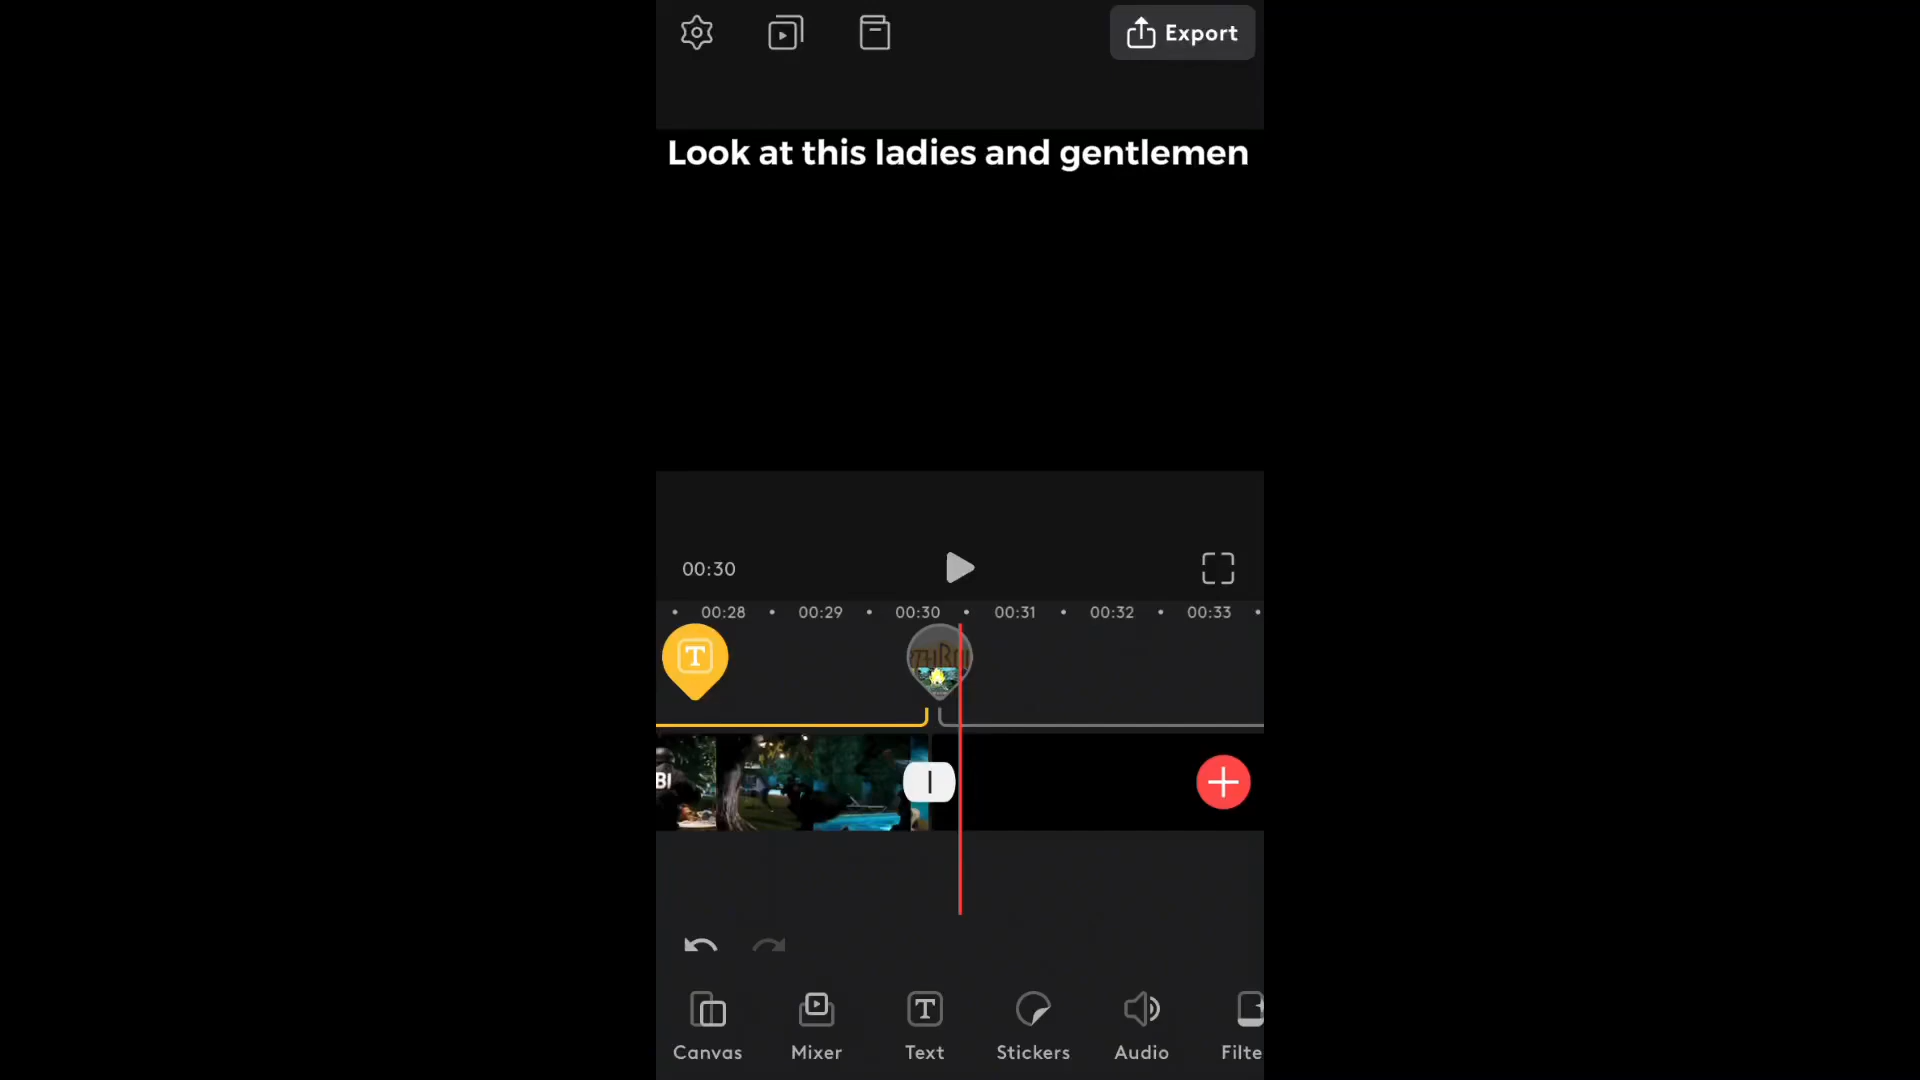 Export
Look at this ladies and gentlemen
00:30
00:28 00:29 00:30 00:31 00:32 00:33
T
BI
Canvas Mixer Text Stickers Audio Filte